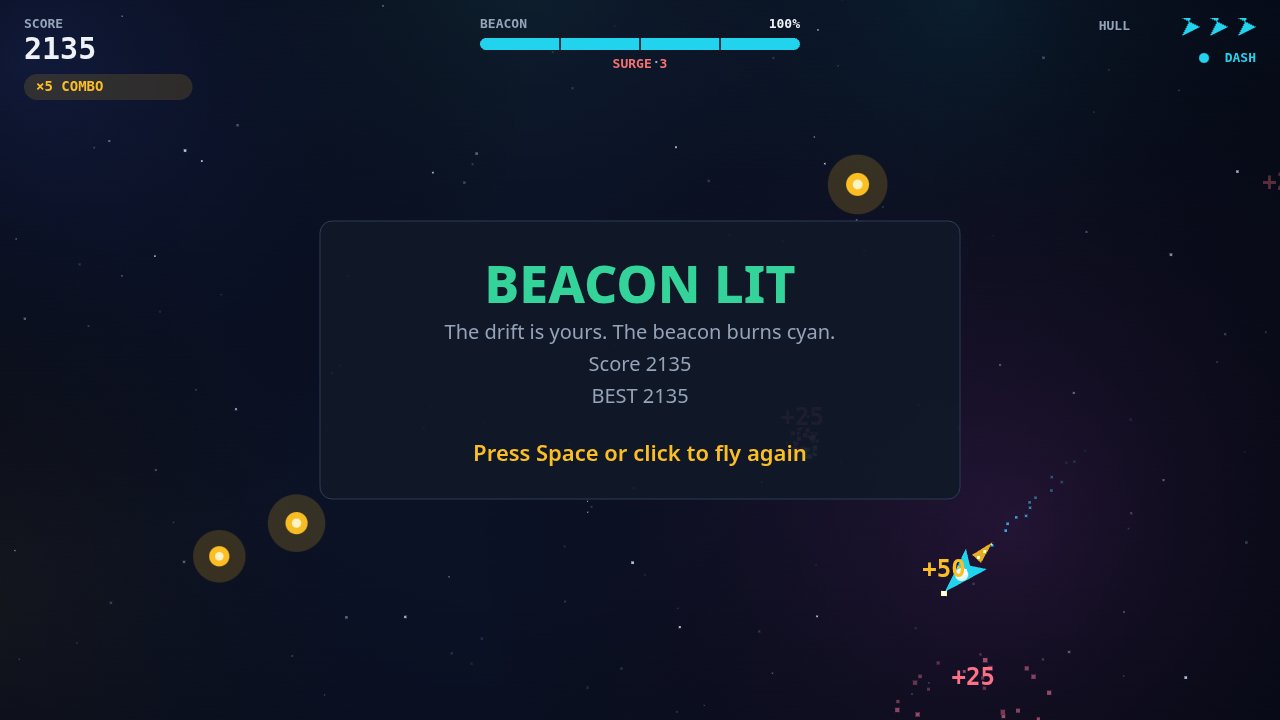 SCORE
2135
×5 COMBO
BEACON 100%
SURGE 3
HULL
DASH
BEACON LIT
The drift is yours. The beacon burns cyan.
Score 2135
BEST 2135
+25
Press Space or click to fly again
+50
+25